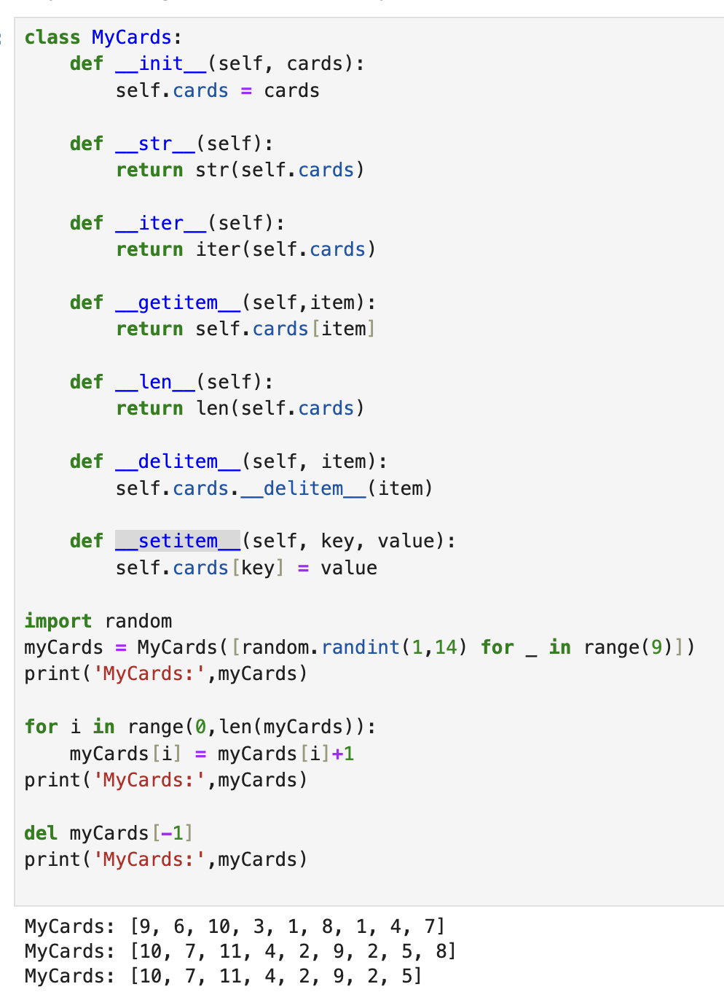 class MyCards:
    def __init__(self, cards):
        self.cards = cards

    def __str__(self):
        return str(self.cards)

    def __iter__(self):
        return iter(self.cards)

    def __getitem__(self,item):
        return self.cards[item]

    def __len__(self):
        return len(self.cards)

    def __delitem__(self, item):
        self.cards.__delitem__(item)

    def __setitem__(self, key, value):
        self.cards[key] = value

import random
myCards = MyCards([random.randint(1,14) for _ in range(9)])
print('MyCards:',myCards)

for i in range(0,len(myCards)):
    myCards[i] = myCards[i]+1
print('MyCards:',myCards)

del myCards[-1]
print('MyCards:',myCards)

MyCards: [9, 6, 10, 3, 1, 8, 1, 4, 7]
MyCards: [10, 7, 11, 4, 2, 9, 2, 5, 8]
MyCards: [10, 7, 11, 4, 2, 9, 2, 5]